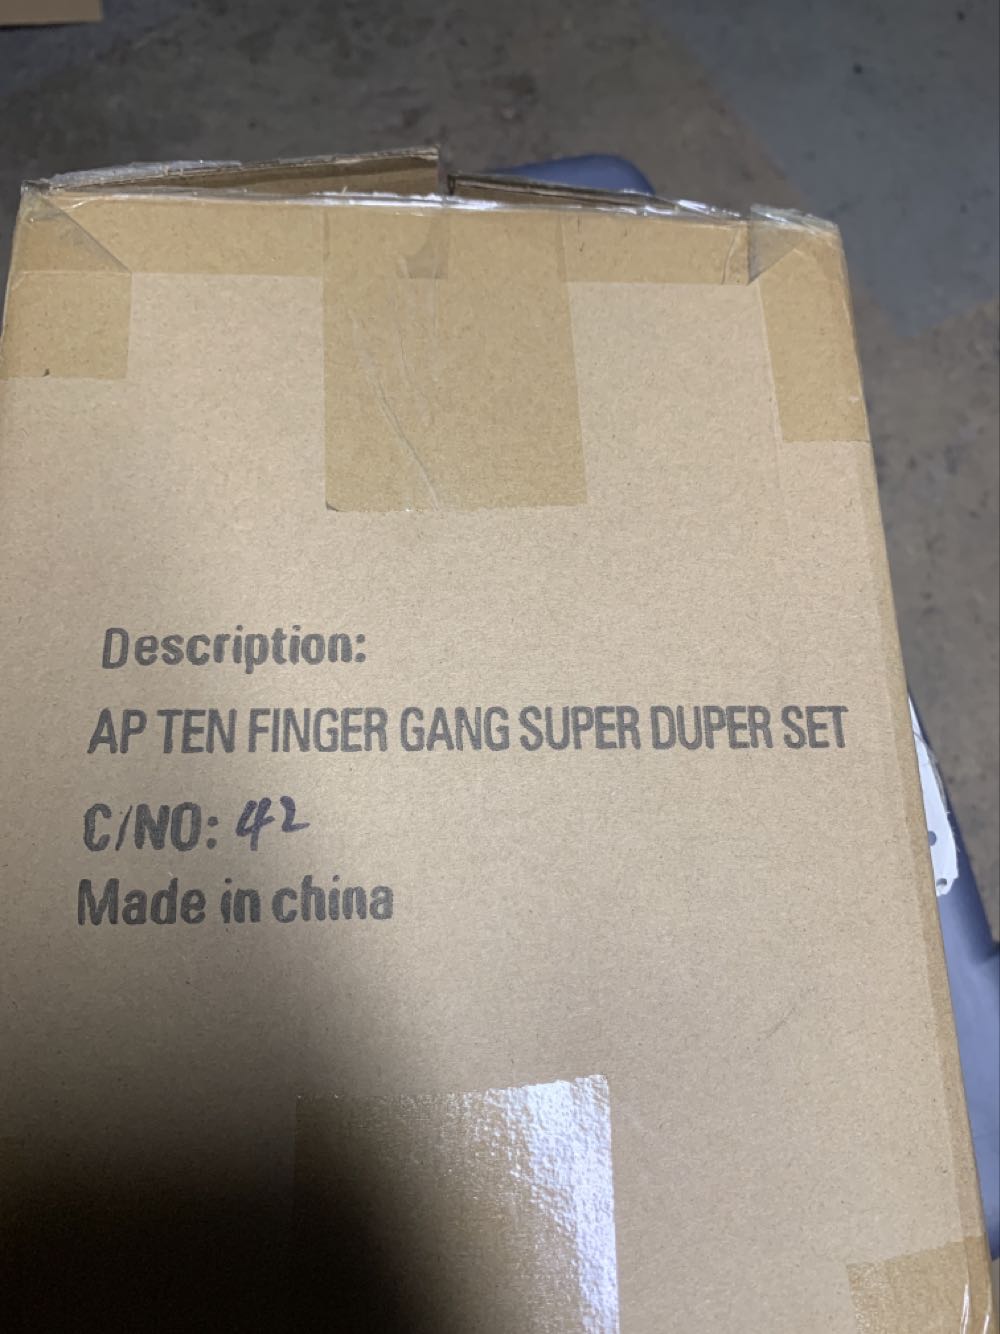 Description:
AP TEN FINGER GANG SUPER DUPER SET
C/NO: 42
Made in china